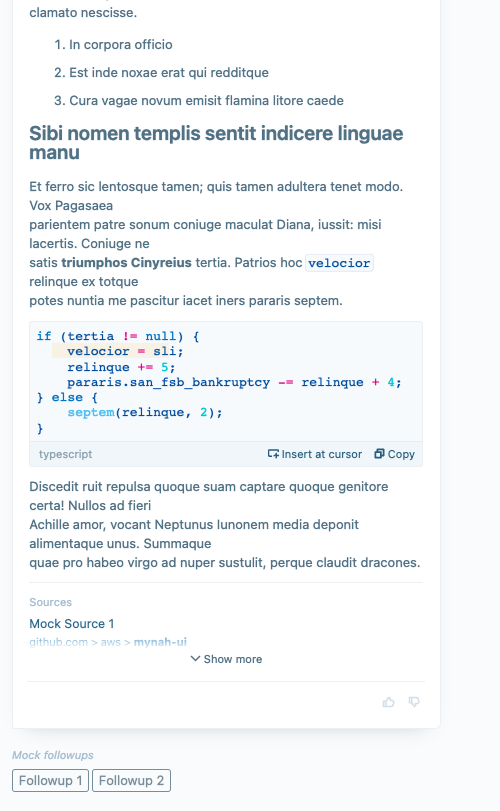 clamato nescisse.
1. In corpora officio
2. Est inde noxae erat qui redditque
3. Cura vagae novum emisit flamina litore caede
Sibi nomen templis sentit indicere linguae
manu
Et ferro sic lentosque tamen; quis tamen adultera tenet modo.
Vox Pagasaea
parientem patre sonum coniuge maculat Diana, iussit: misi
lacertis. Coniuge ne
satis triumphos Cinyreius tertia. Patrios hoc velocior
relinque ex totque
potes nuntia me pascitur iacet iners pararis septem.
if (tertia != null) {
    velocior = sli;
    relinque += 5;
    pararis.san_fsb_bankruptcy -= relinque + 4;
} else {
    septem(relinque, 2);
}
typescript Insert at cursor Copy
Discedit ruit repulsa quoque suam captare quoque genitore
certa! Nullos ad fieri
Achille amor, vocant Neptunus Iunonem media deponit
alimentaque unus. Summaque
quae pro habeo virgo ad nuper sustulit, perque claudit dracones.
Sources
Mock Source 1
github.com > aws > mynah-ui
Show more
Mock followups
Followup 1 Followup 2